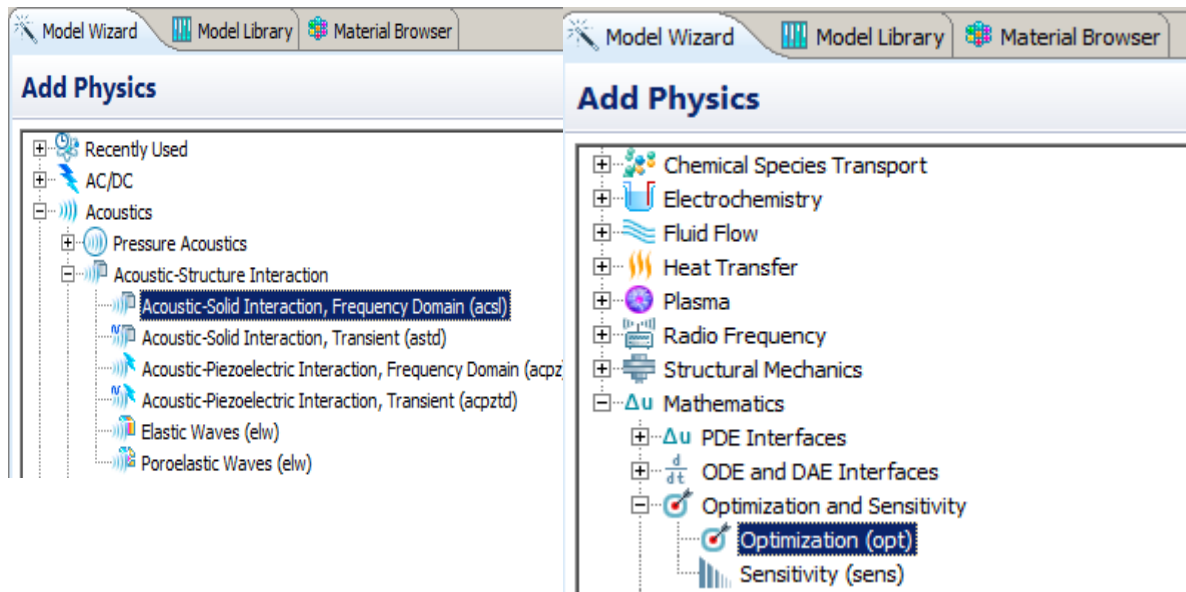 Model Wizard Model Library Material Browser
Add Physics
Recently Used
AC/DC
Acoustics
Pressure Acoustics
Acoustic-Structure Interaction
Acoustic-Solid Interaction, Frequency Domain (acsl)
Acoustic-Solid Interaction, Transient (astd)
Acoustic-Piezoelectric Interaction, Frequency Domain (acpz
Acoustic-Piezoelectric Interaction, Transient (acpztd)
Elastic Waves (elw)
Poroelastic Waves (elw)
Model Wizard Model Library Material Browser
Add Physics
Chemical Species Transport
Electrochemistry
Fluid Flow
Heat Transfer
Plasma
Radio Frequency
Structural Mechanics
Δu Mathematics
Δu PDE Interfaces
d/dt ODE and DAE Interfaces
Optimization and Sensitivity
Optimization (opt)
Sensitivity (sens)